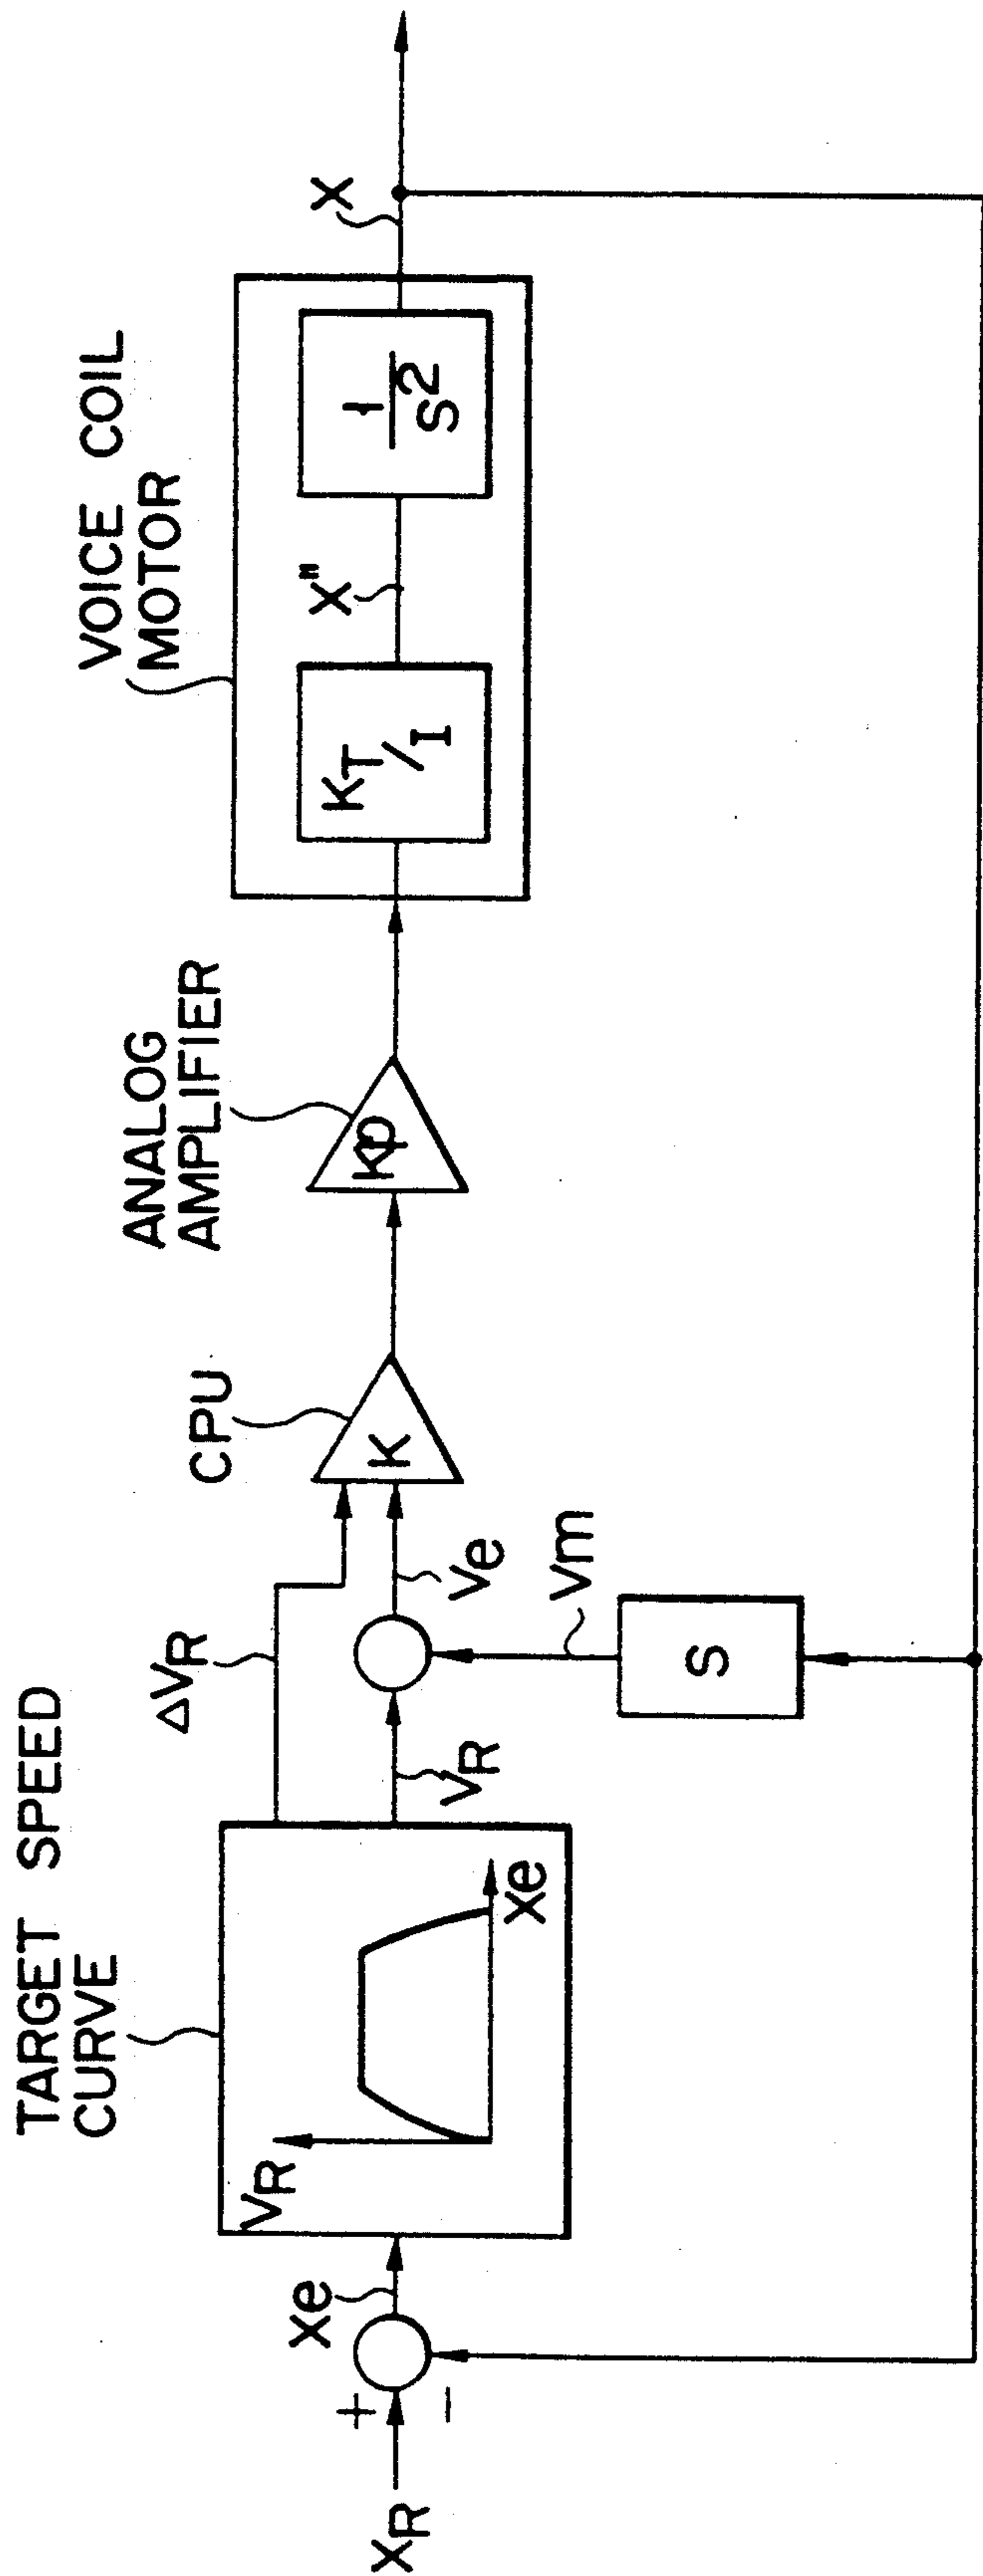 TARGET SPEED
CURVE
ΔVR
CPU
ANALOG
AMPLIFIER
VOICE COIL
MOTOR
XR
+
−
Xe
VR
Xe
VR
Ve
Vm
S
K
Kp
KT/I
X"
1/S²
X